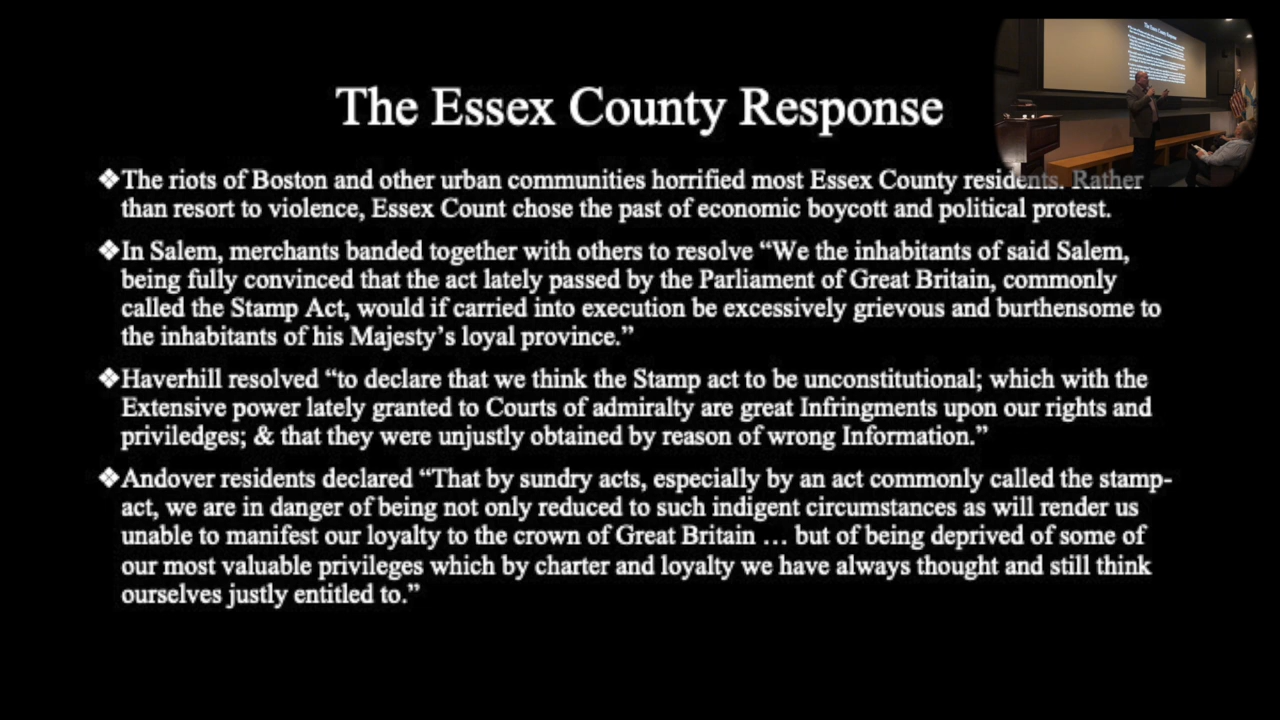 The Essex County Response
❖The riots of Boston and other urban communities horrified most Essex County residents. Rather
than resort to violence, Essex Count chose the past of economic boycott and political protest.
❖In Salem, merchants banded together with others to resolve “We the inhabitants of said Salem,
being fully convinced that the act lately passed by the Parliament of Great Britain, commonly
called the Stamp Act, would if carried into execution be excessively grievous and burthensome to
the inhabitants of his Majesty’s loyal province.”
❖Haverhill resolved “to declare that we think the Stamp act to be unconstitutional; which with the
Extensive power lately granted to Courts of admiralty are great Infringments upon our rights and
priviledges; & that they were unjustly obtained by reason of wrong Information.”
❖Andover residents declared “That by sundry acts, especially by an act commonly called the stamp-
act, we are in danger of being not only reduced to such indigent circumstances as will render us
unable to manifest our loyalty to the crown of Great Britain … but of being deprived of some of
our most valuable privileges which by charter and loyalty we have always thought and still think
ourselves justly entitled to.”